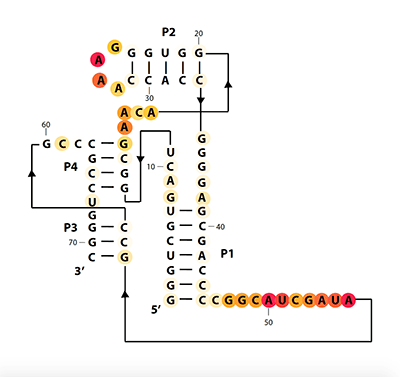 P2
20
G G G U G G
A
A A C C A C C
30
A C A
A
60
G C C C G
G
U G
P4 G C
10 C G
C G
A G
C G
G A
U
U G
G
40
G C
P3 G C
C G
70 G C
U A
C G
P1
3′
G C
G C
5′ G C C G G C A U C G A U A
50